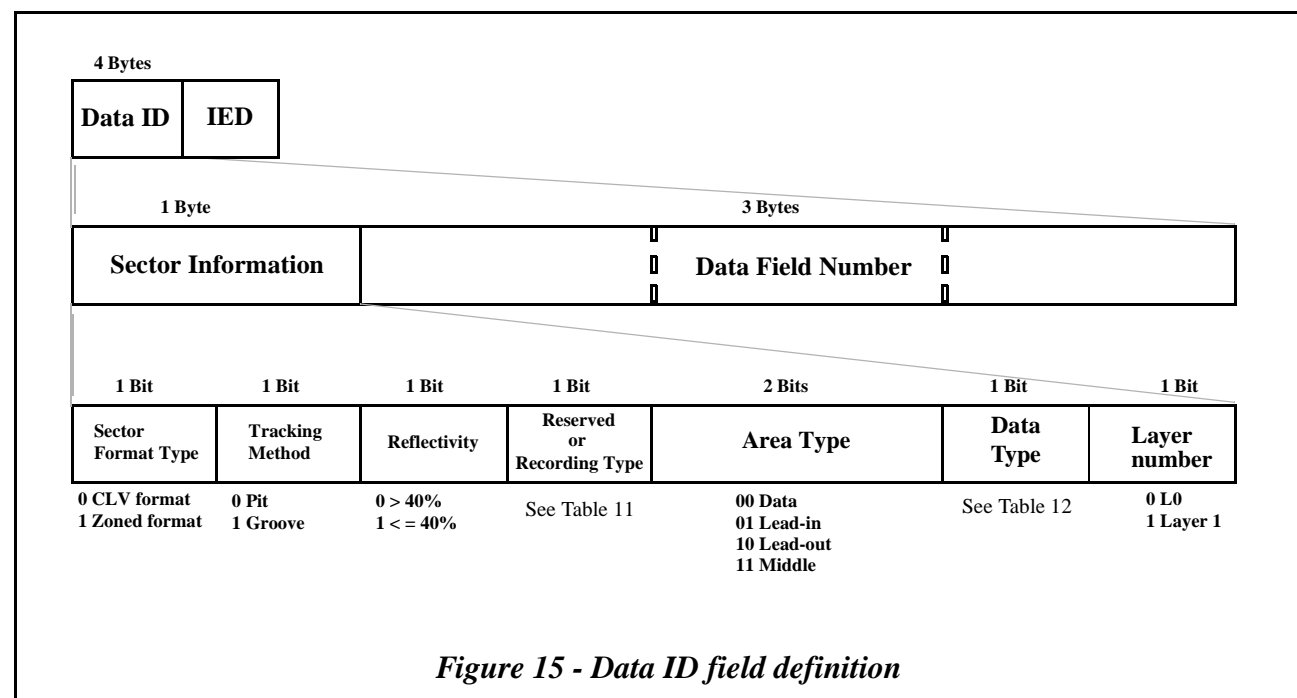 4 Bytes
Data ID IED
1 Byte 3 Bytes
Sector Information Data Field Number
1 Bit 1 Bit 1 Bit 1 Bit 2 Bits 1 Bit 1 Bit
Sector
Format Type
Tracking
Method
Reflectivity
Reserved
or
Recording Type
Area Type
Data
Type
Layer
number
0 CLV format
1 Zoned format
0 Pit
1 Groove
0 > 40%
1 < = 40%
See Table 11
00 Data
01 Lead-in
10 Lead-out
11 Middle
See Table 12
0 L0
1 Layer 1
Figure 15 - Data ID field definition